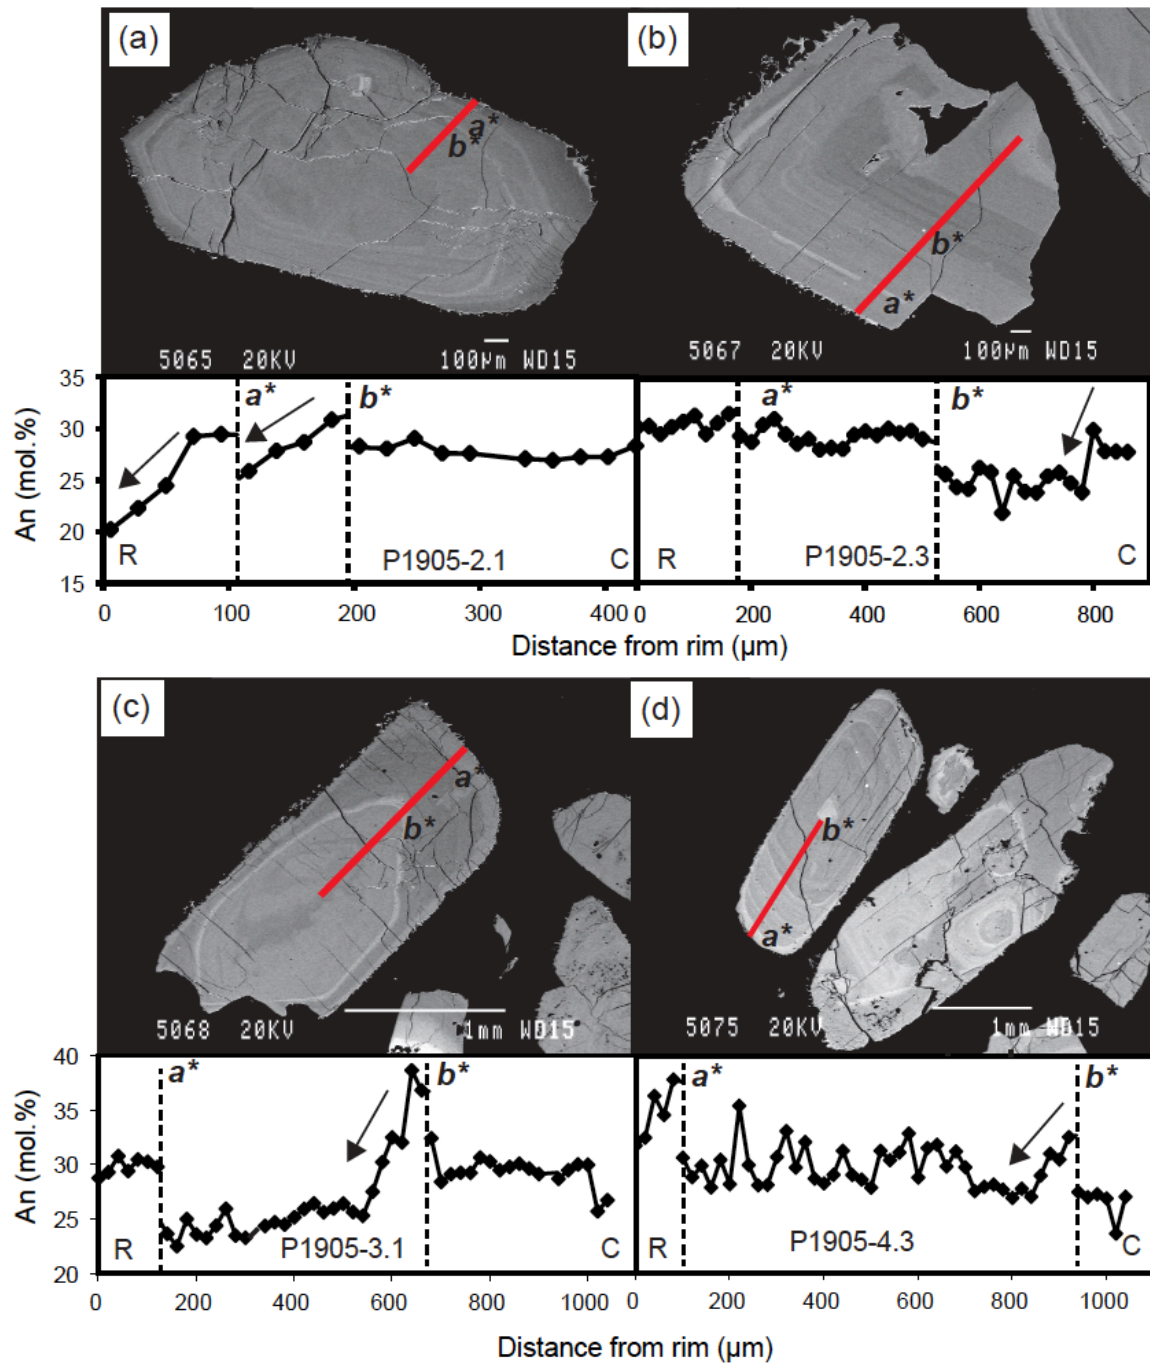 (a)
(b)
a*
b*
b*
a*
5065 20KV 100µm WD15
5067 20KV 100µm WD15
35
30
25
20
15
An (mol.%)
a*
b*
R
P1905-2.1
C
a*
b*
R
P1905-2.3
C
0 100 200 300 400
0 200 400 600 800
Distance from rim (µm)
(c)
(d)
a*
b*
b*
a*
5068 20KV 1mm WD15
5075 20KV 1mm WD15
40
35
30
25
20
An (mol.%)
a*
b*
R
P1905-3.1
C
a*
b*
R
P1905-4.3
C
0 200 400 600 800 1000
0 200 400 600 800 1000
Distance from rim (µm)